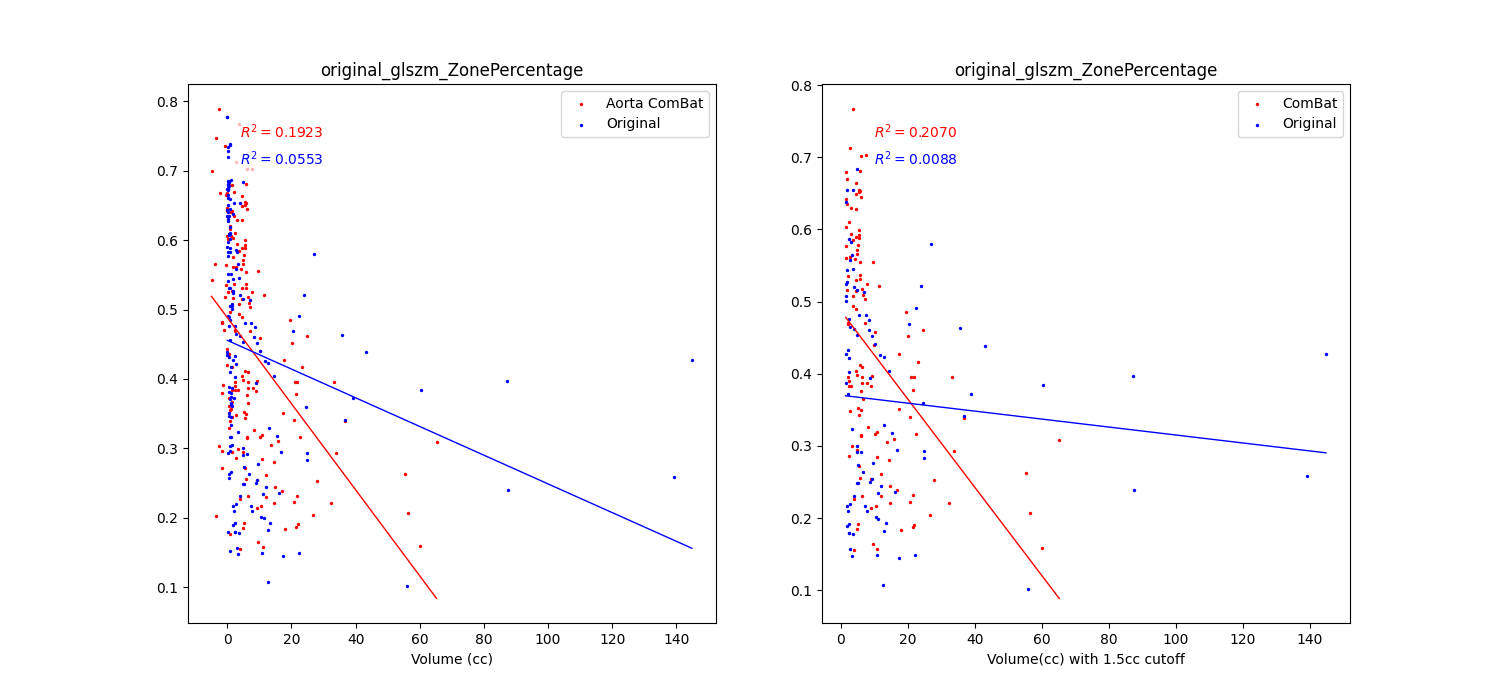 original_glszm_ZonePercentage
Aorta ComBat
Original
R² = 0.1923
R² = 0.0553
0.8
0.7
0.6
0.5
0.4
0.3
0.2
0.1
0 20 40 60 80 100 120 140
Volume (cc)
original_glszm_ZonePercentage
ComBat
Original
R² = 0.2070
R² = 0.0088
0.8
0.7
0.6
0.5
0.4
0.3
0.2
0.1
0 20 40 60 80 100 120 140
Volume(cc) with 1.5cc cutoff